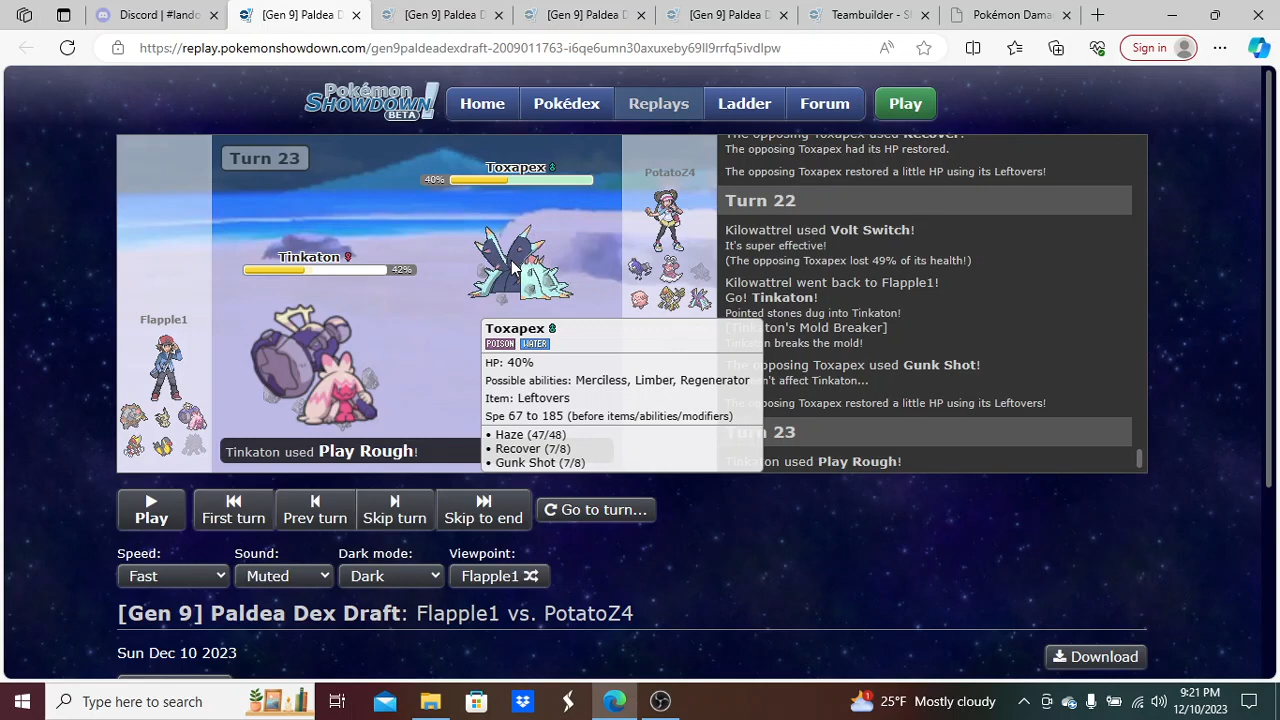 Discord | #lando
[Gen 9] Paldea D
[Gen 9] Paldea D
[Gen 9] Paldea D
[Gen 9] Paldea D
Teambuilder - Sh
Pokémon Dama
https://replay.pokemonshowdown.com/gen9paldeadexdraft-2009011763-i6qe6umn30axuxeby69ll9rrfq5ivdlpw
Sign in
Pokémon
SHOWDOWN!
BETA
Home
Pokédex
Replays
Ladder
Forum
Play
Turn 23
Toxapex
40%
Tinkaton
42%
Flapple1
PotatoZ4
Tinkaton used Play Rough!
Toxapex
POISON WATER
HP: 40%
Possible abilities: Merciless, Limber, Regenerator
Item: Leftovers
Spe 67 to 185 (before items/abilities/modifiers)
• Haze (47/48)
• Recover (7/8)
• Gunk Shot (7/8)
The opposing Toxapex used Recover!
The opposing Toxapex had its HP restored.
The opposing Toxapex restored a little HP using its Leftovers!
Turn 22
Kilowattrel used Volt Switch!
It's super effective!
(The opposing Toxapex lost 49% of its health!)
Kilowattrel went back to Flapple1!
Go! Tinkaton!
Pointed stones dug into Tinkaton!
[Tinkaton's Mold Breaker]
Tinkaton breaks the mold!
The opposing Toxapex used Gunk Shot!
n't affect Tinkaton...
The opposing Toxapex restored a little HP using its Leftovers!
Turn 23
Tinkaton used Play Rough!
Play
First turn
Prev turn
Skip turn
Skip to end
Go to turn...
Speed:
Sound:
Dark mode:
Viewpoint:
Fast
Muted
Dark
Flapple1
[Gen 9] Paldea Dex Draft: Flapple1 vs. PotatoZ4
Sun Dec 10 2023
Download
Type here to search
25°F Mostly cloudy
9:21 PM
12/10/2023